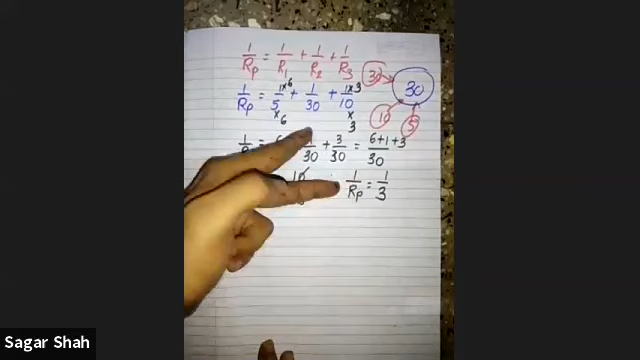 1/Rp = 1/R1 + 1/R2 + 1/R3
30
30
1/Rp = 1×6/5×6 + 1/30 + 1×3/10×3
10
5
/30 + 3/30 = 6+1+3/30
10
1/Rp = 1/3
Sagar Shah